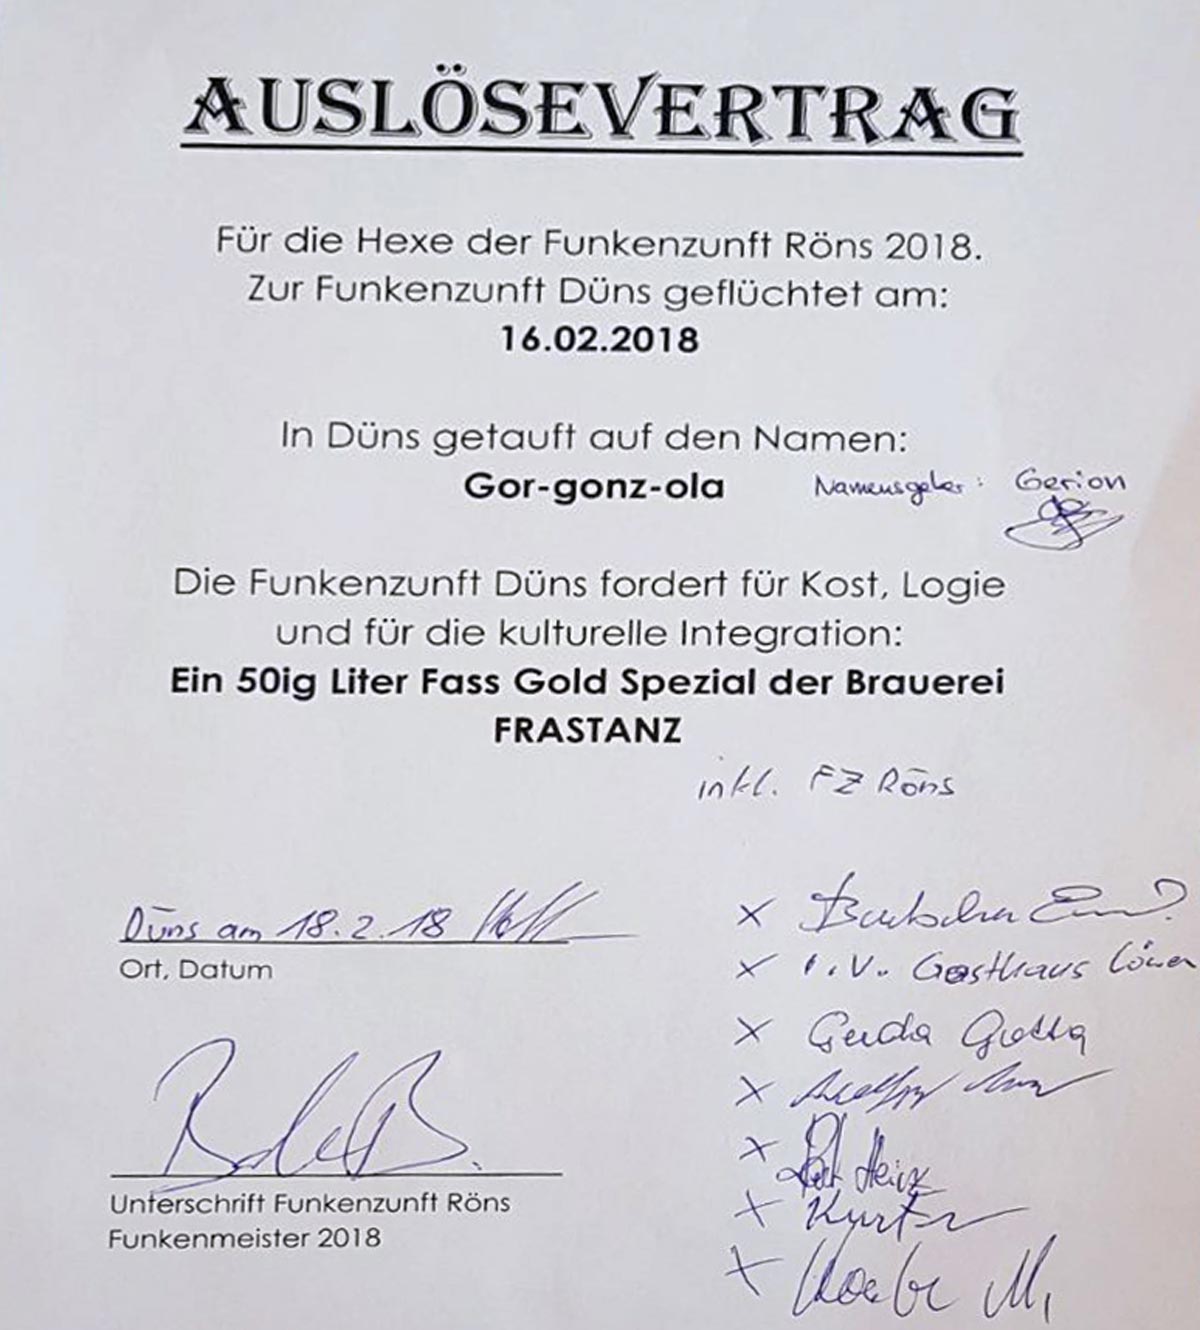 AUSLÖSEVERTRAG
Für die Hexe der Funkenzunft Röns 2018.
Zur Funkenzunft Düns geflüchtet am:
16.02.2018
In Düns getauft auf den Namen:
Gor-gonz-ola Namensgeber: Gerion
Die Funkenzunft Düns fordert für Kost, Logie
und für die kulturelle Integration:
Ein 50ig Liter Fass Gold Spezial der Brauerei
FRASTANZ
inkl. FZ Röns
Düns am 18.2.18
Ort, Datum
Unterschrift Funkenzunft Röns
Funkenmeister 2018
X
X i.V. Gasthaus Löwen
X Gerda
X
X Heinz
X Kurt
X M.